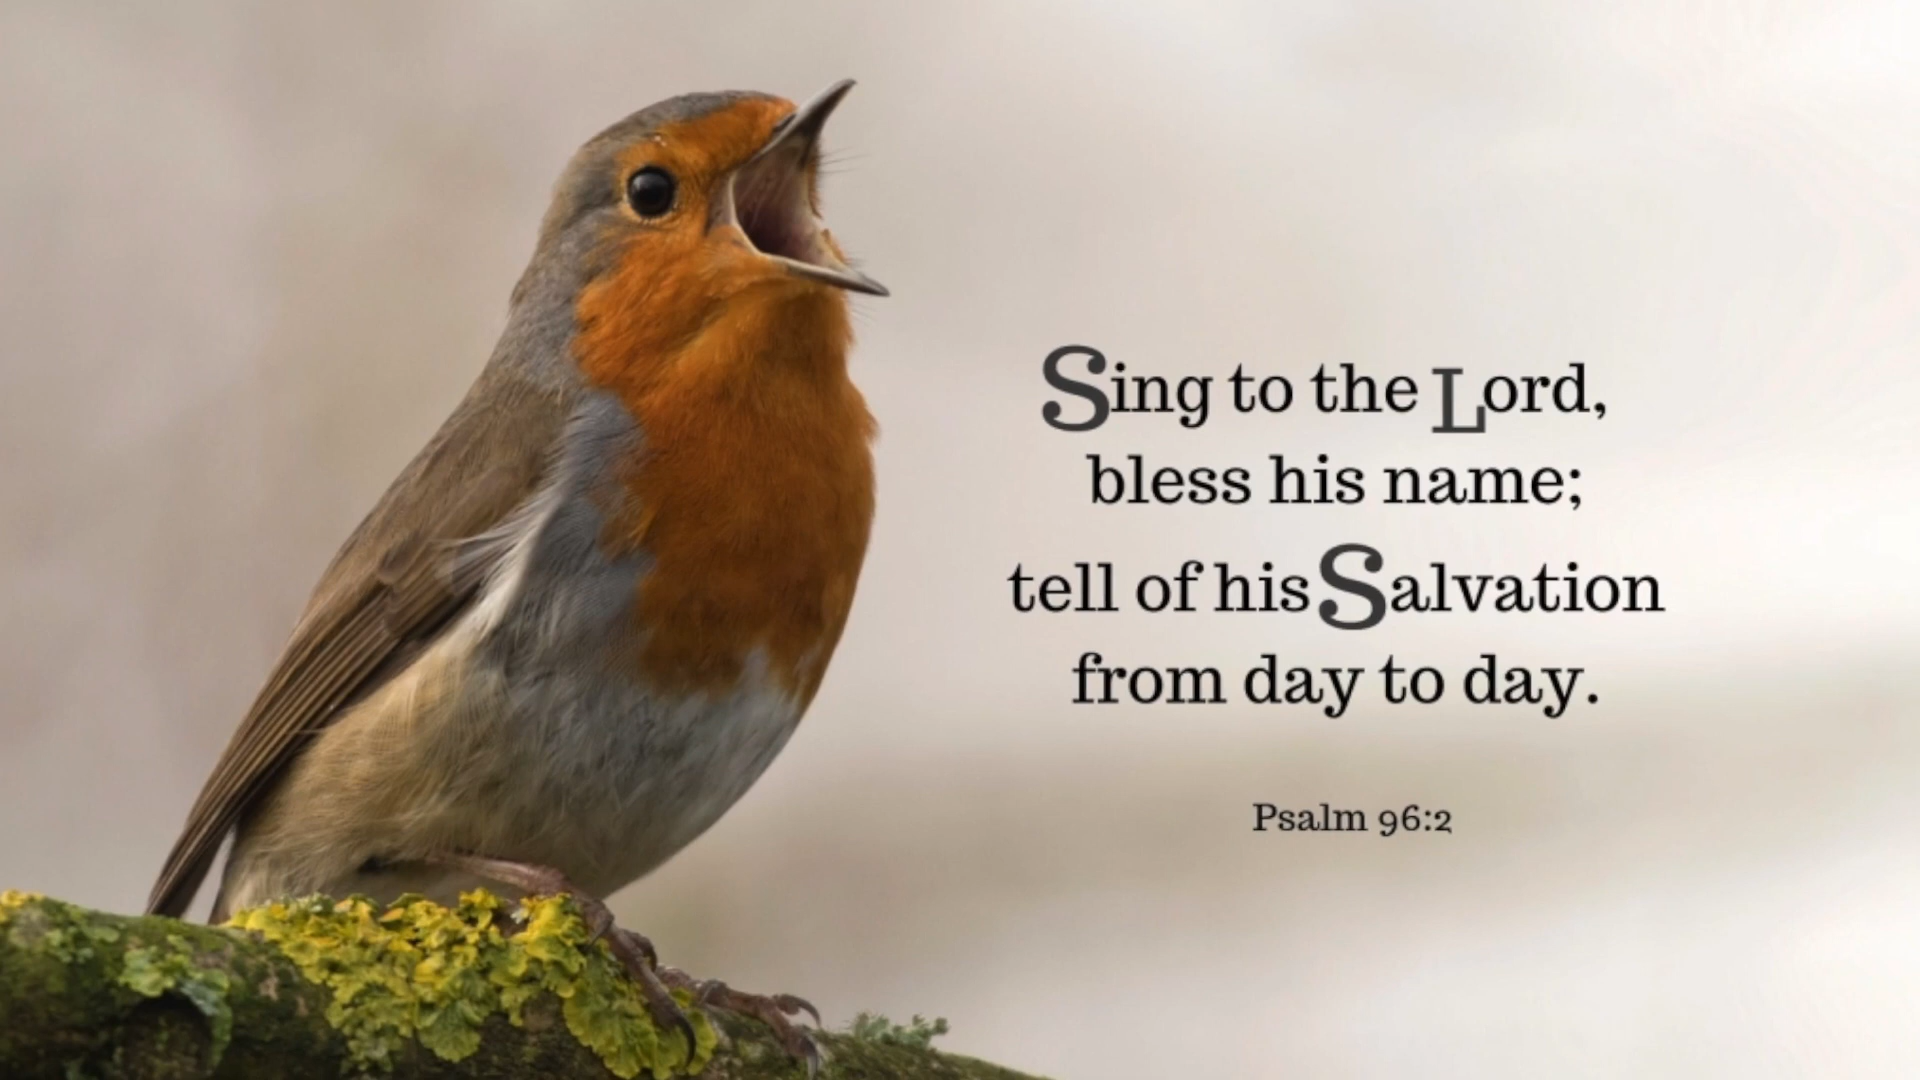 Sing to the Lord,
bless his name;
tell of his Salvation
from day to day.
Psalm 96:2